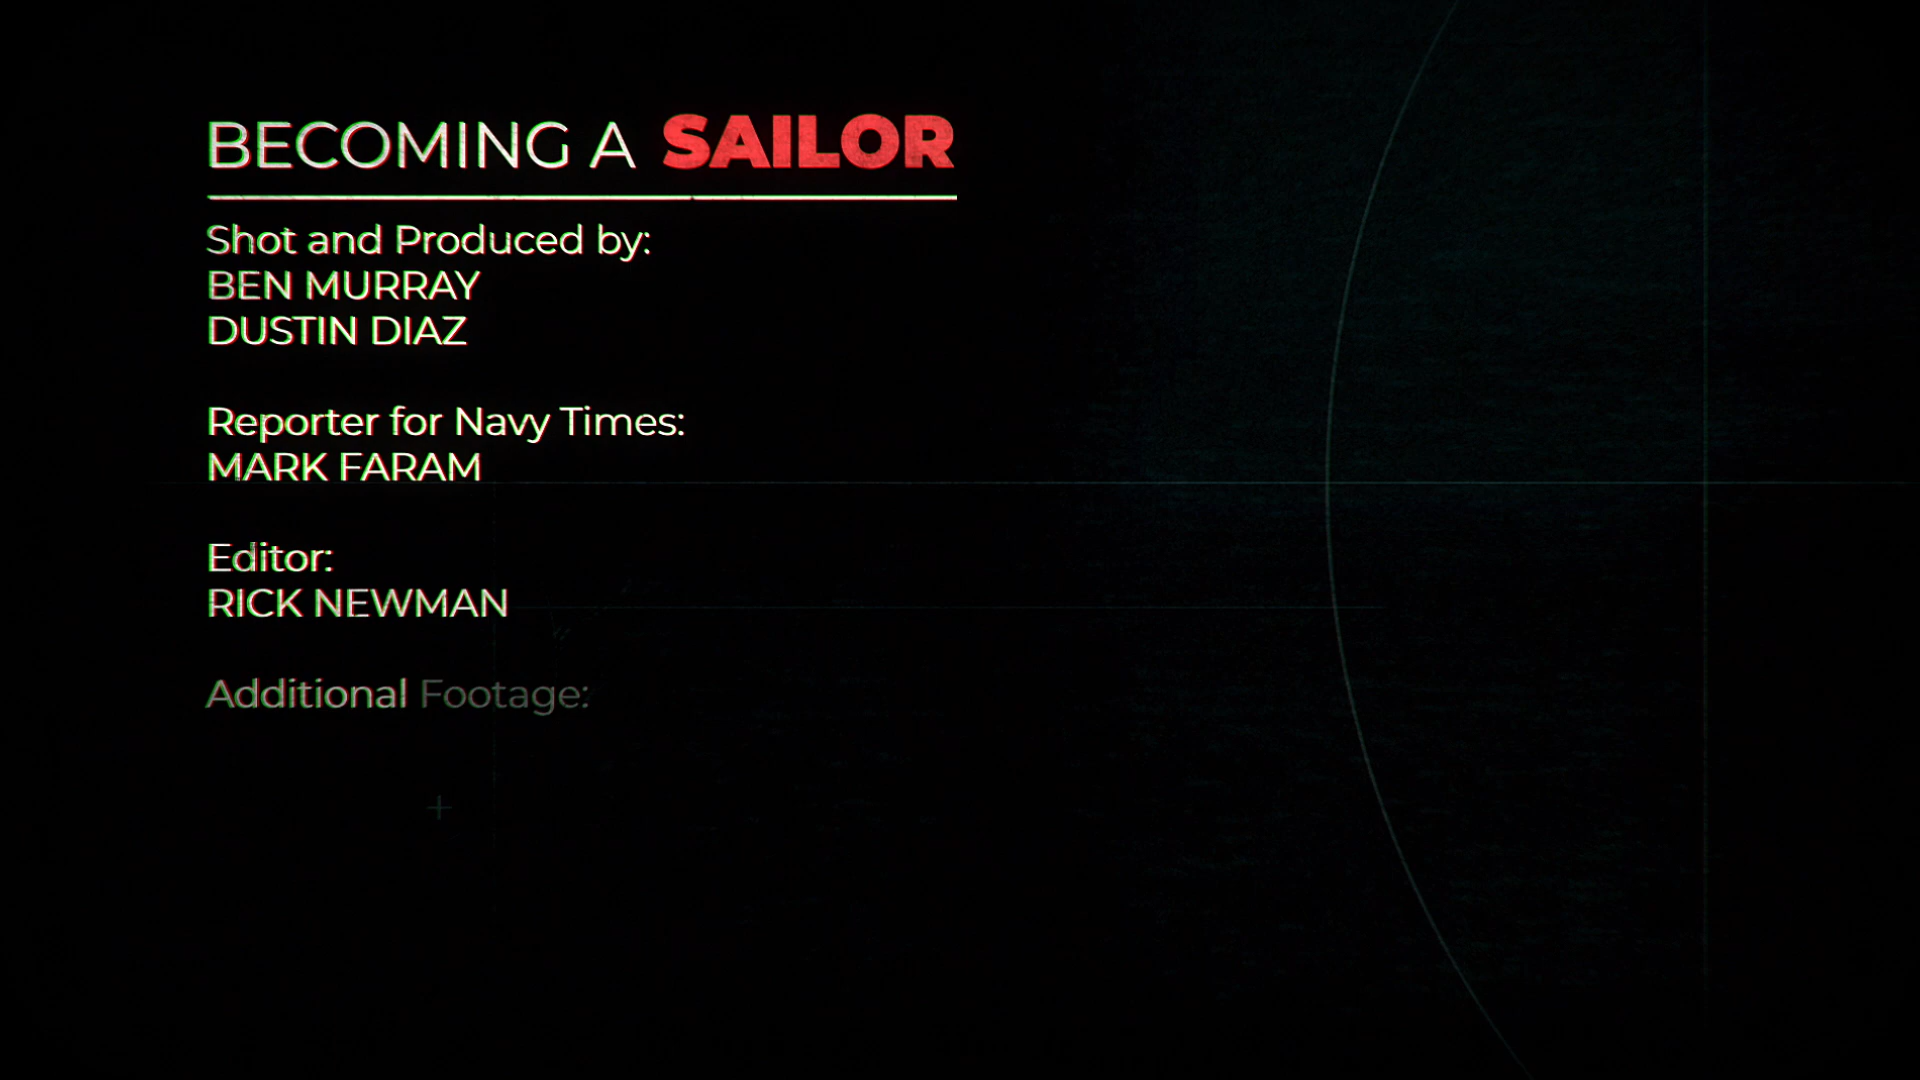 BECOMING A SAILOR
Shot and Produced by:
BEN MURRAY
DUSTIN DIAZ
Reporter for Navy Times:
MARK FARAM
Editor:
RICK NEWMAN
Additional Footage: